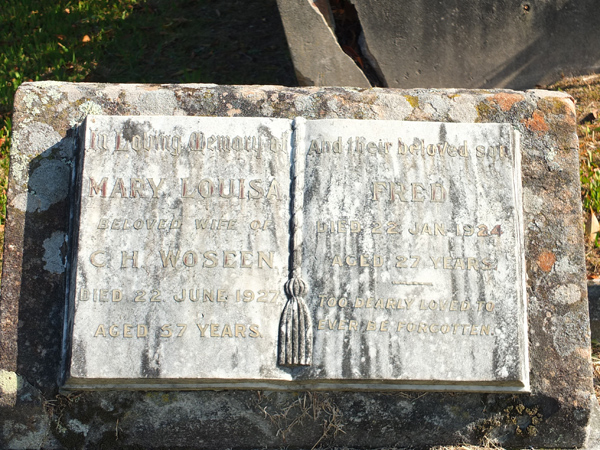 In Loving Memory of
MARY LOUISA
BELOVED WIFE OF
C. H. WOSEEN
DIED 22 JUNE 1927
AGED 57 YEARS.
And their beloved son
FRED
DIED 22 JAN. 1924
AGED 27 YEARS.
TOO DEARLY LOVED TO
EVER BE FORGOTTEN.